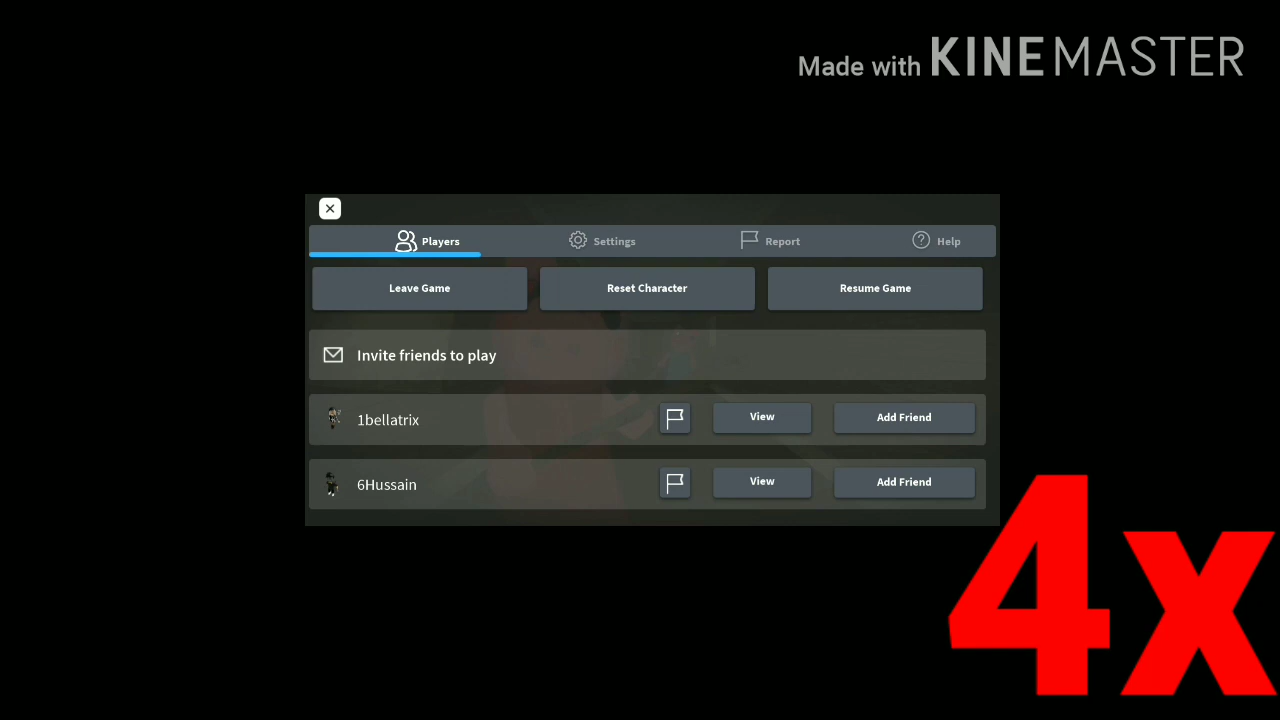 Made with KINEMASTER
Players Settings Report Help
Leave Game Reset Character Resume Game
Invite friends to play
1bellatrix View Add Friend
6Hussain View Add Friend
4x